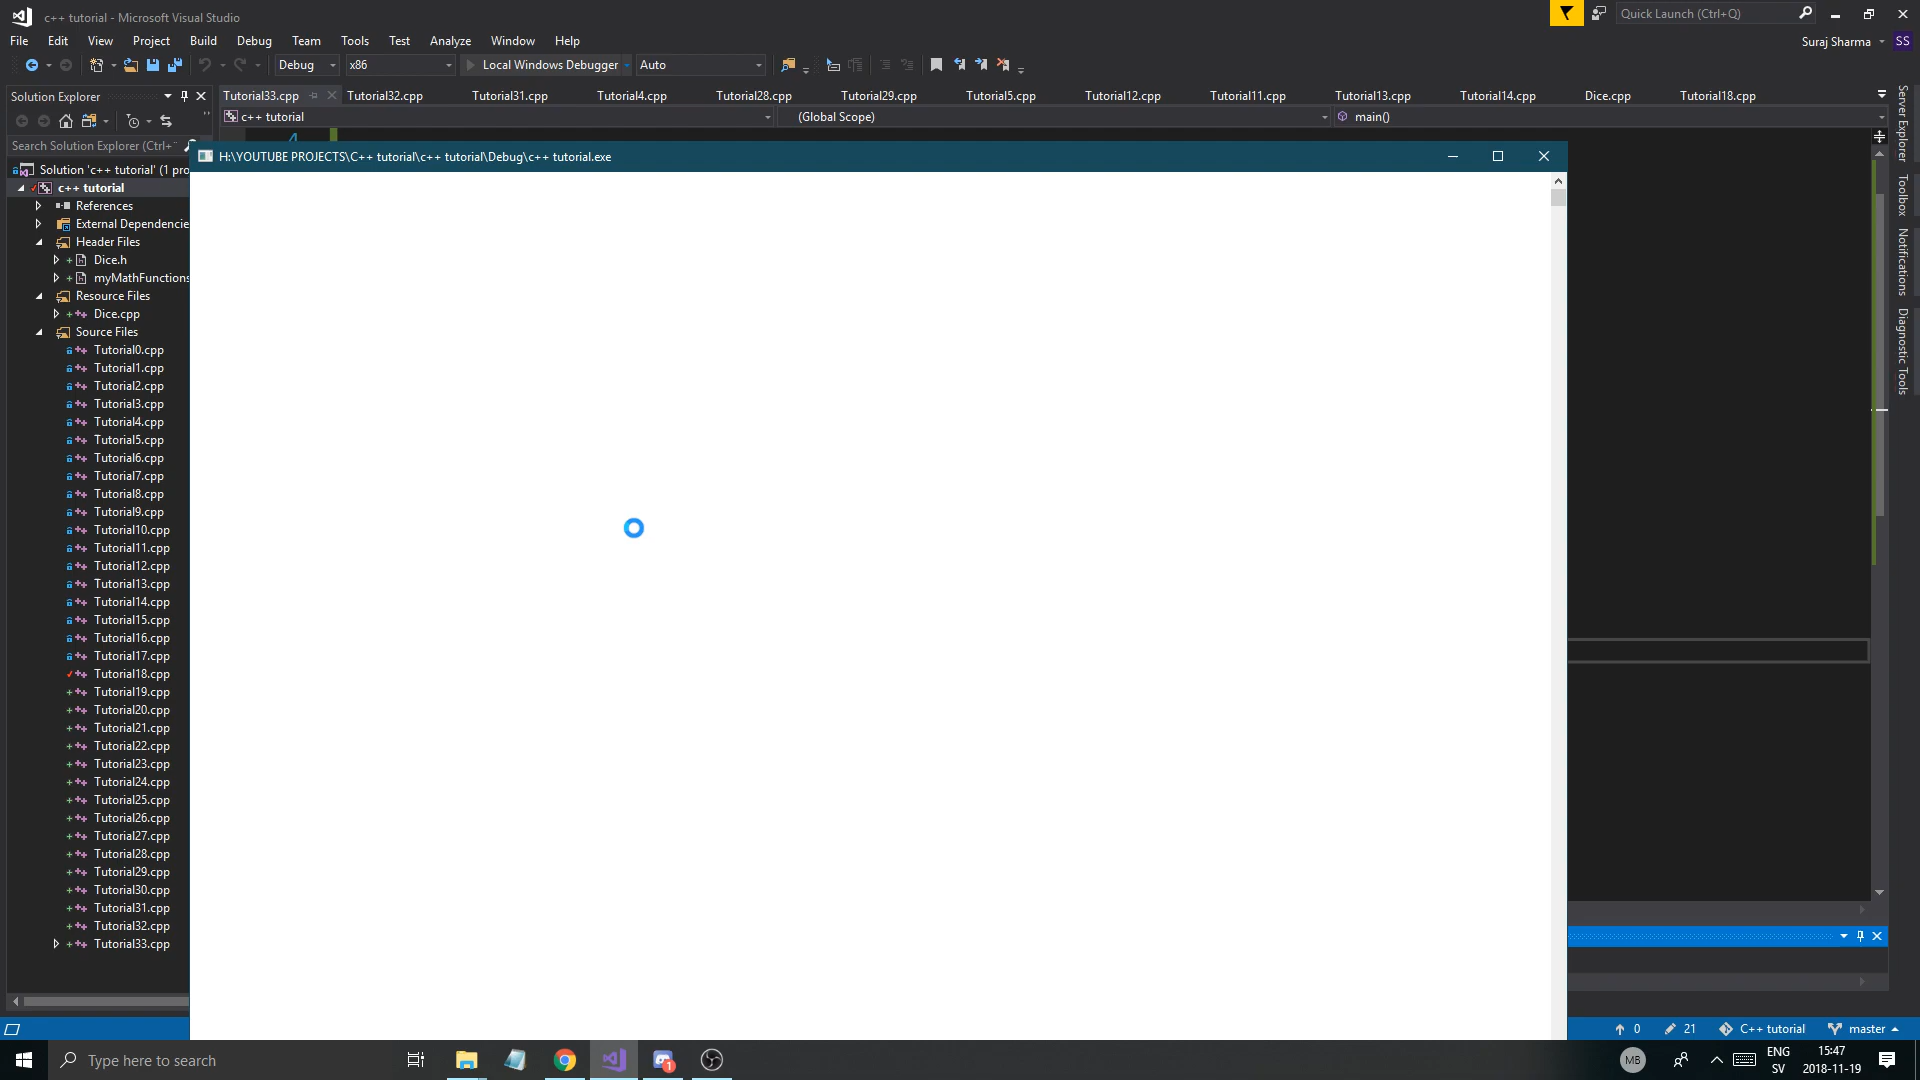 c++ tutorial - Microsoft Visual Studio
Quick Launch (Ctrl+Q)
File Edit View Project Build Debug Team Tools Test Analyze Window Help
Suraj Sharma SS
Debug x86 Local Windows Debugger Auto
Solution Explorer
Tutorial33.cpp Tutorial32.cpp Tutorial31.cpp Tutorial4.cpp Tutorial28.cpp Tutorial29.cpp Tutorial5.cpp Tutorial12.cpp Tutorial11.cpp Tutorial13.cpp Tutorial14.cpp Dice.cpp Tutorial18.cpp
c++ tutorial (Global Scope) main()
Search Solution Explorer (Ctrl+
H:\YOUTUBE PROJECTS\C++ tutorial\c++ tutorial\Debug\c++ tutorial.exe
Solution 'c++ tutorial' (1 pro
c++ tutorial
References
External Dependencie
Header Files
Dice.h
myMathFunctions
Resource Files
Dice.cpp
Source Files
Tutorial0.cpp
Tutorial1.cpp
Tutorial2.cpp
Tutorial3.cpp
Tutorial4.cpp
Tutorial5.cpp
Tutorial6.cpp
Tutorial7.cpp
Tutorial8.cpp
Tutorial9.cpp
Tutorial10.cpp
Tutorial11.cpp
Tutorial12.cpp
Tutorial13.cpp
Tutorial14.cpp
Tutorial15.cpp
Tutorial16.cpp
Tutorial17.cpp
Tutorial18.cpp
Tutorial19.cpp
Tutorial20.cpp
Tutorial21.cpp
Tutorial22.cpp
Tutorial23.cpp
Tutorial24.cpp
Tutorial25.cpp
Tutorial26.cpp
Tutorial27.cpp
Tutorial28.cpp
Tutorial29.cpp
Tutorial30.cpp
Tutorial31.cpp
Tutorial32.cpp
Tutorial33.cpp
Server Explorer
Toolbox
Notifications
Diagnostic Tools
0 21 C++ tutorial master
Type here to search
1
MB
ENG
SV
15:47
2018-11-19